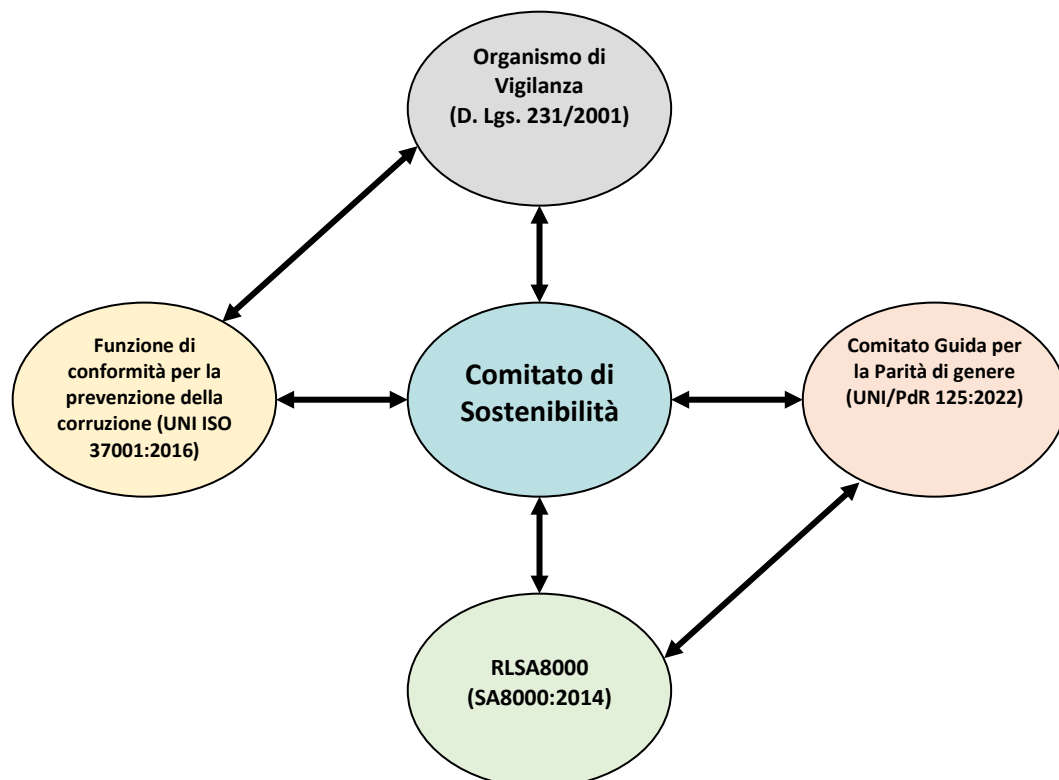 Organismo di
Vigilanza
(D. Lgs. 231/2001)
Funzione di
conformità per la
prevenzione della
corruzione (UNI ISO
37001:2016)
Comitato di
Sostenibilità
Comitato Guida per
la Parità di genere
(UNI/PdR 125:2022)
RLSA8000
(SA8000:2014)